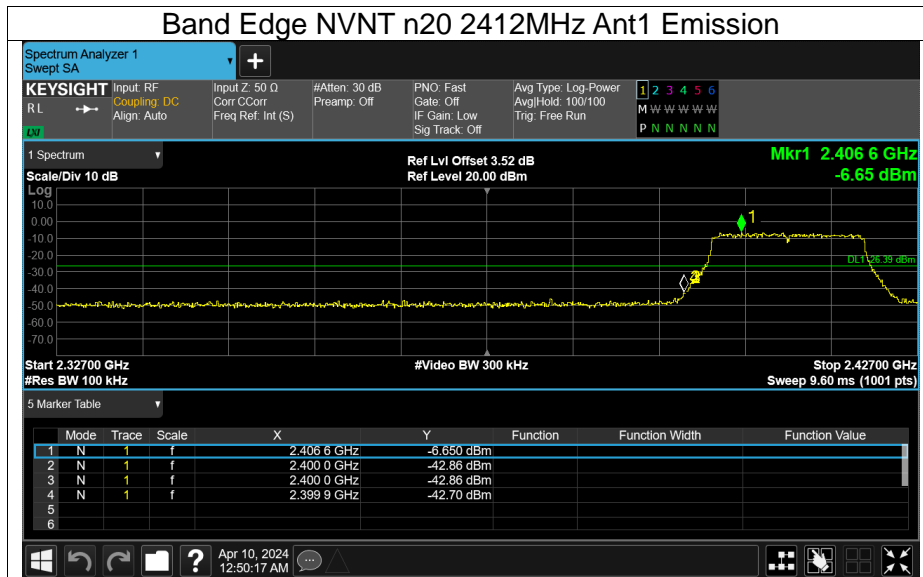 Band Edge NVNT n20 2412MHz Ant1 Emission
Spectrum Analyzer 1
Swept SA
+
KEYSIGHT Input: RF Input Z: 50 Ω #Atten: 30 dB PNO: Fast Avg Type: Log-Power 1 2 3 4 5 6
RL Coupling: DC Corr CCorr Preamp: Off Gate: Off Avg|Hold: 100/100 M W W W W W
Align: Auto Freq Ref: Int (S) IF Gain: Low Trig: Free Run
LXI Sig Track: Off P N N N N N
1 Spectrum Ref Lvl Offset 3.52 dB Mkr1 2.406 6 GHz
Scale/Div 10 dB Ref Level 20.00 dBm -6.65 dBm
Log
10.0
1
0.00
-10.0
DL1 -26.39 dBm
-20.0
-30.0
-40.0
-50.0
-60.0
-70.0
Start 2.32700 GHz #Video BW 300 kHz Stop 2.42700 GHz
#Res BW 100 kHz Sweep 9.60 ms (1001 pts)
5 Marker Table
Mode Trace Scale X Y Function Function Width Function Value
1 N 1 f 2.406 6 GHz -6.650 dBm
2 N 1 f 2.400 0 GHz -42.86 dBm
3 N 1 f 2.400 0 GHz -42.86 dBm
4 N 1 f 2.399 9 GHz -42.70 dBm
5
6
? Apr 10, 2024
12:50:17 AM